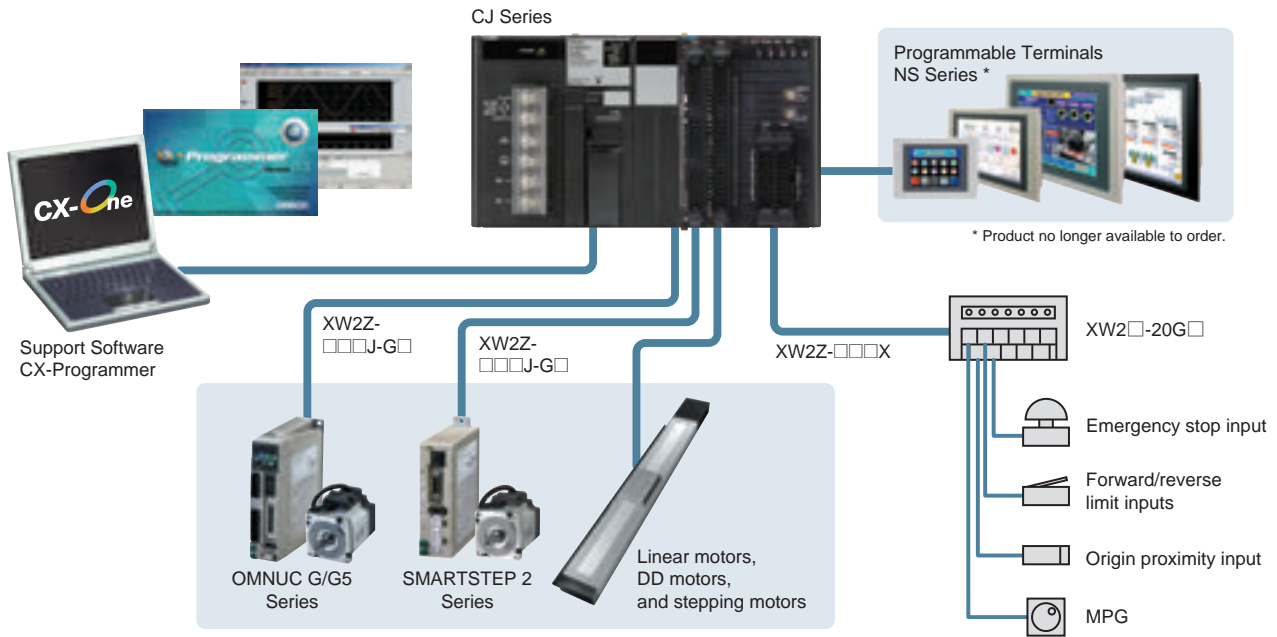 CJ Series
Programmable Terminals
NS Series *
* Product no longer available to order.
CX-One
Programmer
Support Software
CX-Programmer
XW2Z-
□□□J-G□
XW2Z-
□□□J-G□
XW2Z-□□□X
XW2□-20G□
Emergency stop input
Forward/reverse
limit inputs
Origin proximity input
MPG
OMNUC G/G5
Series
SMARTSTEP 2
Series
Linear motors,
DD motors,
and stepping motors